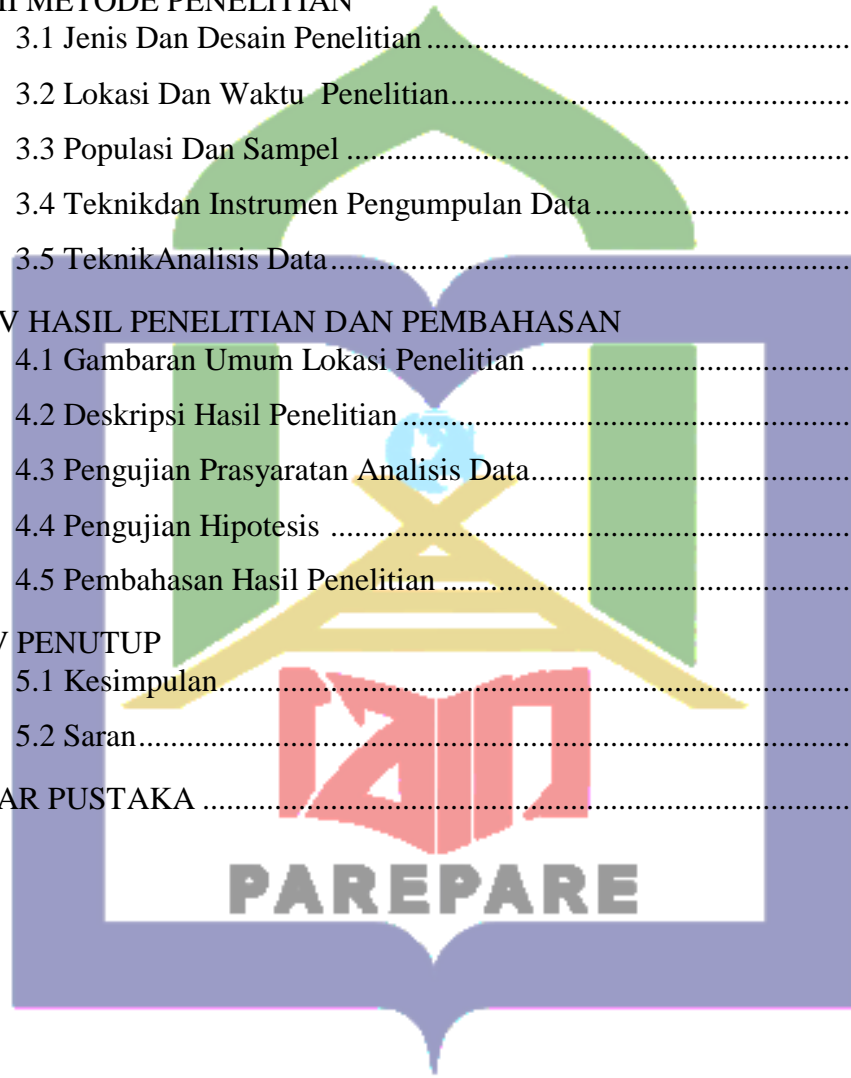 METODE PENELITIAN
3.1 Jenis Dan Desain Penelitian ................................................................
3.2 Lokasi Dan Waktu Penelitian................................................................
3.3 Populasi Dan Sampel ................................................................
3.4 Teknikdan Instrumen Pengumpulan Data ................................................
3.5 TeknikAnalisis Data................................................................
V HASIL PENELITIAN DAN PEMBAHASAN
4.1 Gambaran Umum Lokasi Penelitian ................................................
4.2 Deskripsi Hasil Penelitian ................................................................
4.3 Pengujian Prasyaratan Analisis Data................................................
4.4 Pengujian Hipotesis ................................................................
4.5 Pembahasan Hasil Penelitian ................................................................
V PENUTUP
5.1 Kesimpulan................................................................
5.2 Saran................................................................
AR PUSTAKA ................................................................
PAREPARE